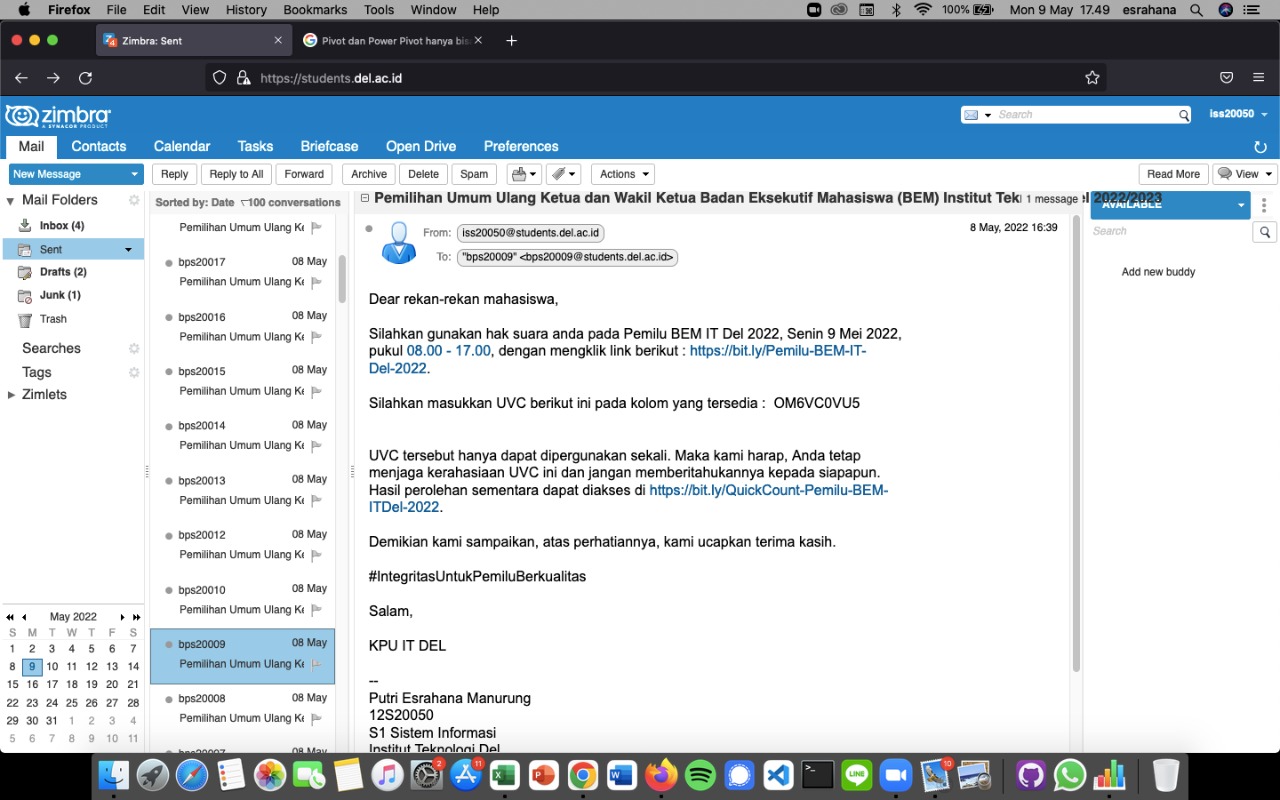 Firefox File Edit View History Bookmarks Tools Window Help 100% Mon 9 May 17.49 esrahana
Zimbra: Sent
Pivot dan Power Pivot hanya bis
https://students.del.ac.id
zimbra
A SYNACOR PRODUCT
Search
iss20050
Mail Contacts Calendar Tasks Briefcase Open Drive Preferences
New Message
Reply Reply to All Forward Archive Delete Spam Actions Read More View
Mail Folders
Inbox (4)
Sent
Drafts (2)
Junk (1)
Trash
Searches
Tags
Zimlets
May 2022
S M T W T F S
1 2 3 4 5 6 7
8 9 10 11 12 13 14
15 16 17 18 19 20 21
22 23 24 25 26 27 28
29 30 31 1 2 3 4
5 6 7 8 9 10 11
Sorted by: Date 100 conversations
Pemilihan Umum Ulang Ke
bps20017 08 May
Pemilihan Umum Ulang Ke
bps20016 08 May
Pemilihan Umum Ulang Ke
bps20015 08 May
Pemilihan Umum Ulang Ke
bps20014 08 May
Pemilihan Umum Ulang Ke
bps20013 08 May
Pemilihan Umum Ulang Ke
bps20012 08 May
Pemilihan Umum Ulang Ke
bps20010 08 May
Pemilihan Umum Ulang Ke
bps20009 08 May
Pemilihan Umum Ulang Ke
bps20008 08 May
Pemilihan Umum Ulang Ke
bps20007 08 May
Pemilihan Umum Ulang Ketua dan Wakil Ketua Badan Eksekutif Mahasiswa (BEM) Institut Tek 1 message el 2022/2023
From: iss20050@students.del.ac.id
8 May, 2022 16:39
To: "bps20009" <bps20009@students.del.ac.id>
Dear rekan-rekan mahasiswa,
Silahkan gunakan hak suara anda pada Pemilu BEM IT Del 2022, Senin 9 Mei 2022,
pukul 08.00 - 17.00, dengan mengklik link berikut : https://bit.ly/Pemilu-BEM-IT-
Del-2022.
Silahkan masukkan UVC berikut ini pada kolom yang tersedia : OM6VC0VU5
UVC tersebut hanya dapat dipergunakan sekali. Maka kami harap, Anda tetap
menjaga kerahasiaan UVC ini dan jangan memberitahukannya kepada siapapun.
Hasil perolehan sementara dapat diakses di https://bit.ly/QuickCount-Pemilu-BEM-
ITDel-2022.
Demikian kami sampaikan, atas perhatiannya, kami ucapkan terima kasih.
#IntegritasUntukPemiluBerkualitas
Salam,
KPU IT DEL
--
Putri Esrahana Manurung
12S20050
S1 Sistem Informasi
Institut Teknologi Del
AVAILABLE
Search
Add new buddy
2
11
10
LINE